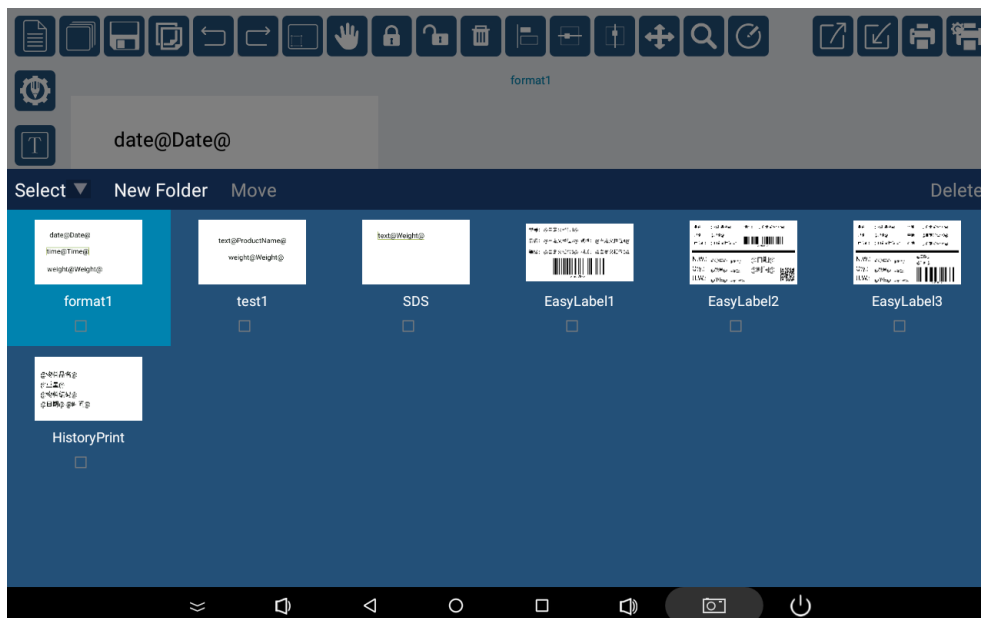 format1
T
date@Date@
Select
New Folder
Move
Delete
date@Date@
time@Time@
weight@Weight@
format1
text@ProductName@
weight@Weight@
test1
text@Weight@
SDS
EasyLabel1
EasyLabel2
EasyLabel3
HistoryPrint